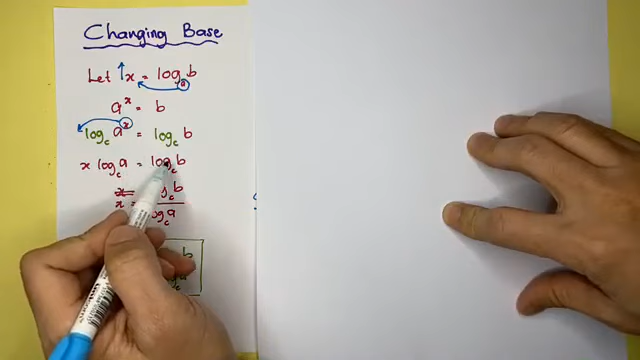 Changing Base
Let x = log_a b
a^x = b
log_c a^x = log_c b
x log_c a = log_c b
x = log_c b
log_c a
b